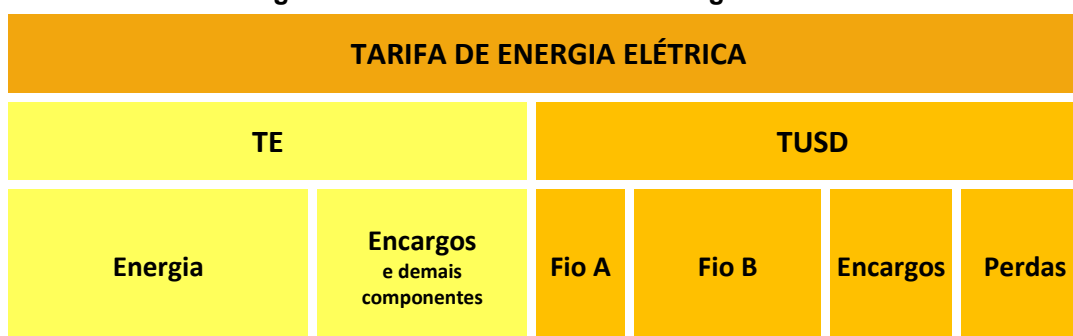 TARIFA DE ENERGIA ELÉTRICA
TE
TUSD
Energia
Encargos
e demais
componentes
Fio A
Fio B
Encargos
Perdas